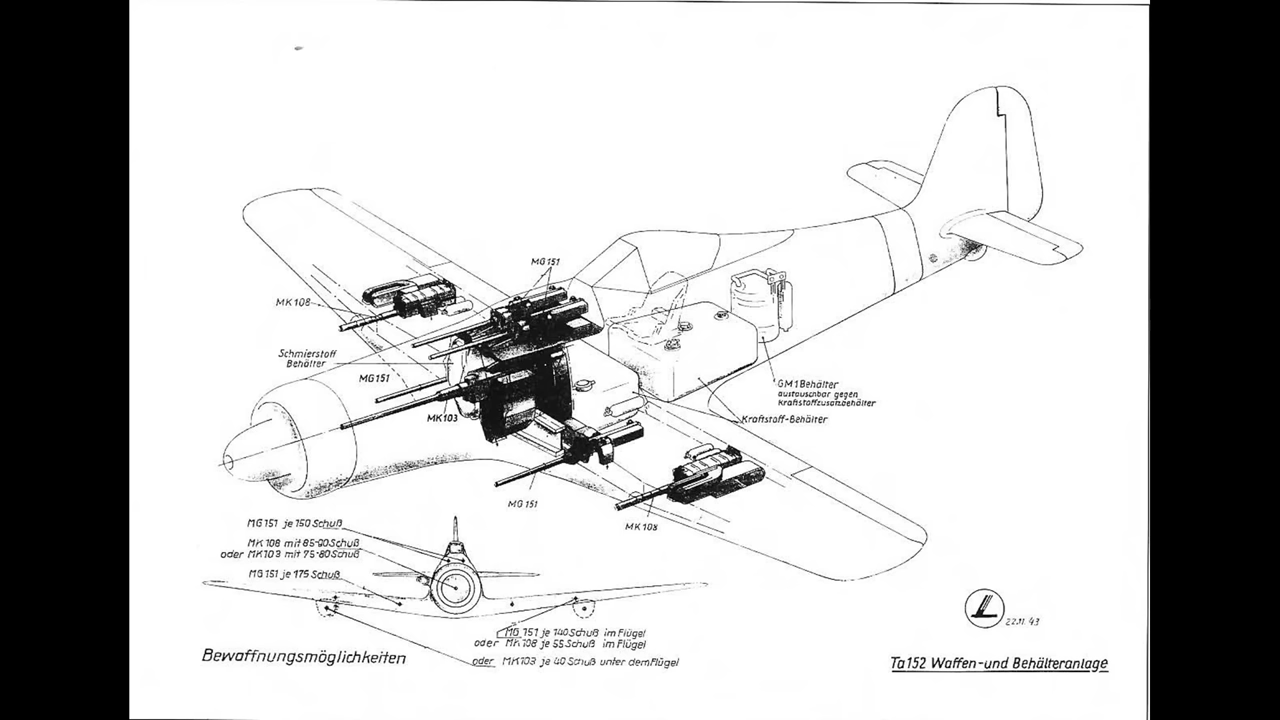 MG 151
MK 108
Schmierstoff
Behälter
MG 151
MK 103
GM 1 Behälter
austauschbar gegen
Kraftstoffzusatzbehälter
Kraftstoff-Behälter
MG 151
MK 108
MG 151 je 150 Schuß
MK 108 mit 85-90 Schuß
oder MK 103 mit 75-80 Schuß
MG 151 je 175 Schuß
MG 151 je 140 Schuß im Flügel
oder MK 108 je 55 Schuß im Flügel
oder MK 103 je 40 Schuß unter dem Flügel
Bewaffnungsmöglichkeiten
22.11.43
Ta 152 Waffen-und Behälteranlage